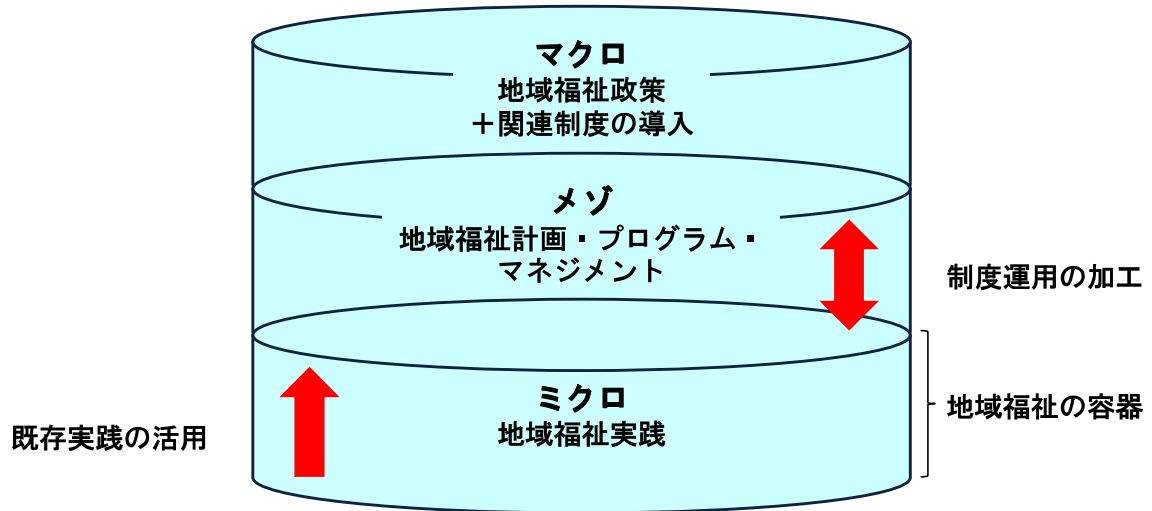 マクロ
地域福祉政策
＋関連制度の導入
メゾ
地域福祉計画・プログラム・
マネジメント
制度運用の加工
ミクロ
地域福祉実践
地域福祉の容器
既存実践の活用